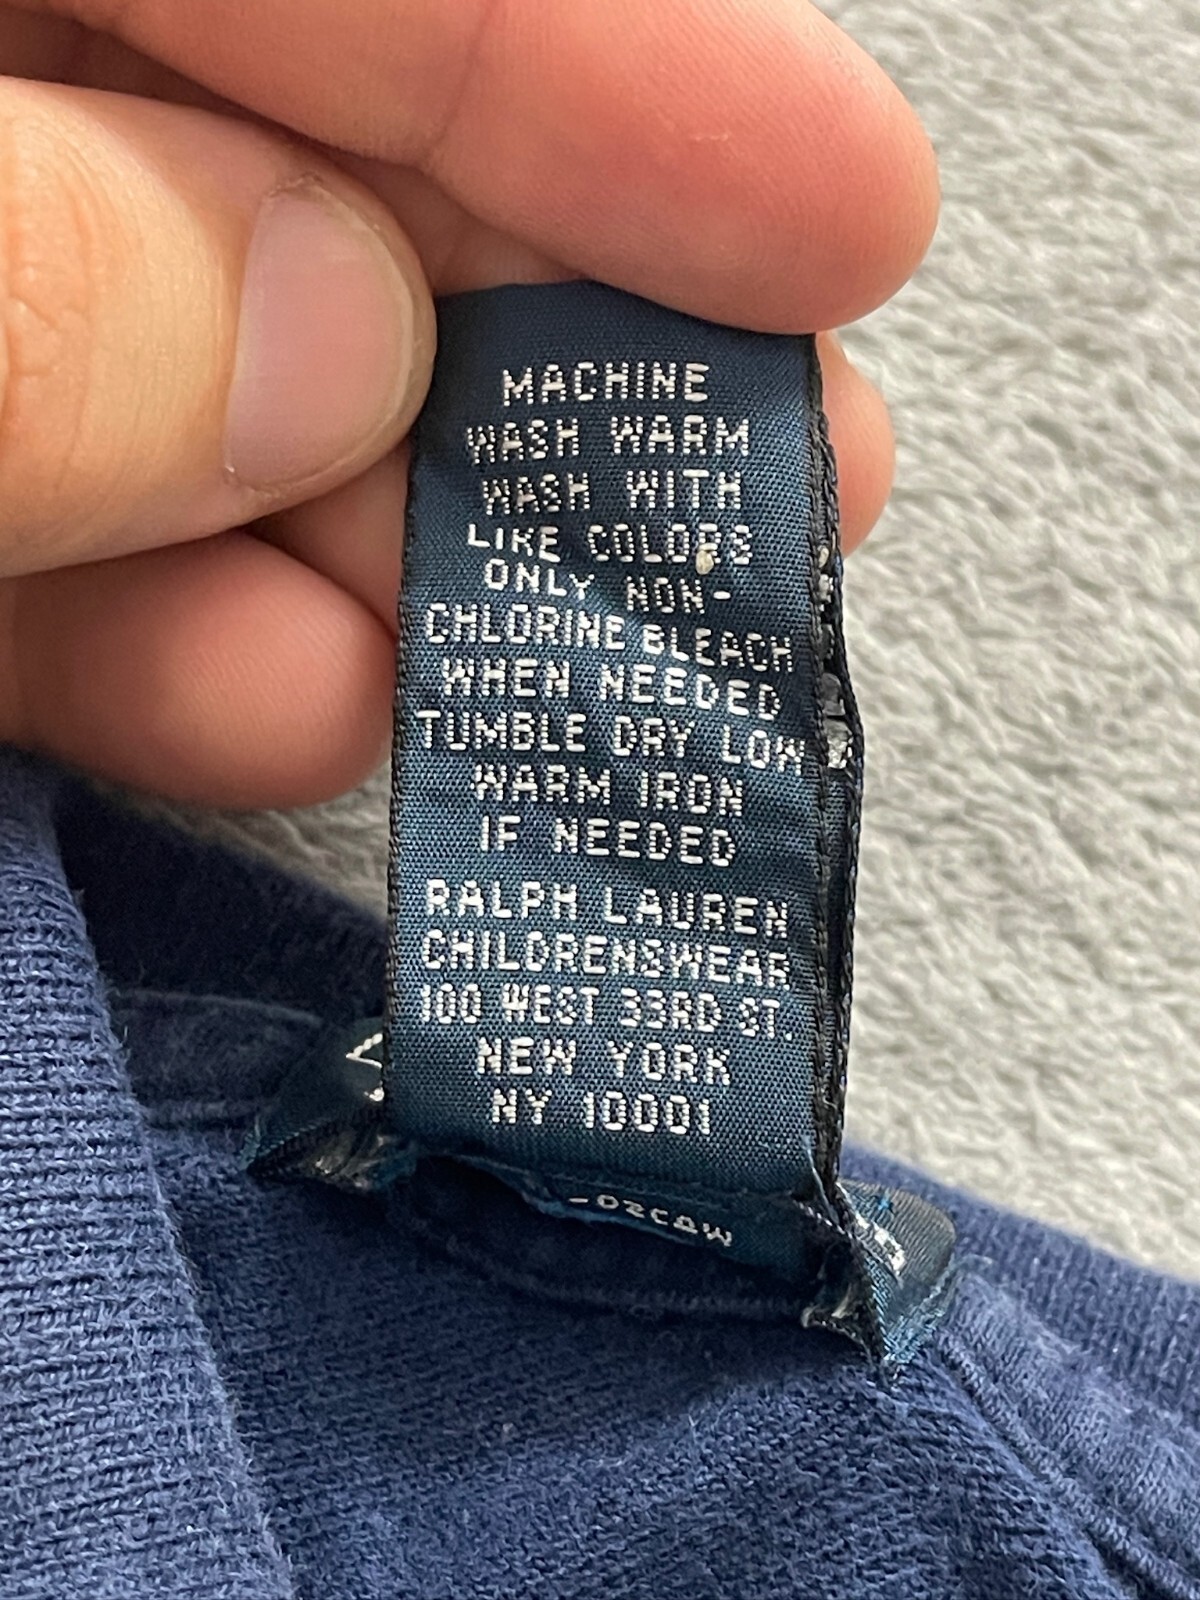 MACHINE
WASH WARM
WASH WITH
LIKE COLORS
ONLY NON-
CHLORINE BLEACH
WHEN NEEDED
TUMBLE DRY LOW
WARM IRON
IF NEEDED
RALPH LAUREN
CHILDRENSWEAR
100 WEST 33RD ST.
NEW YORK
NY 10001